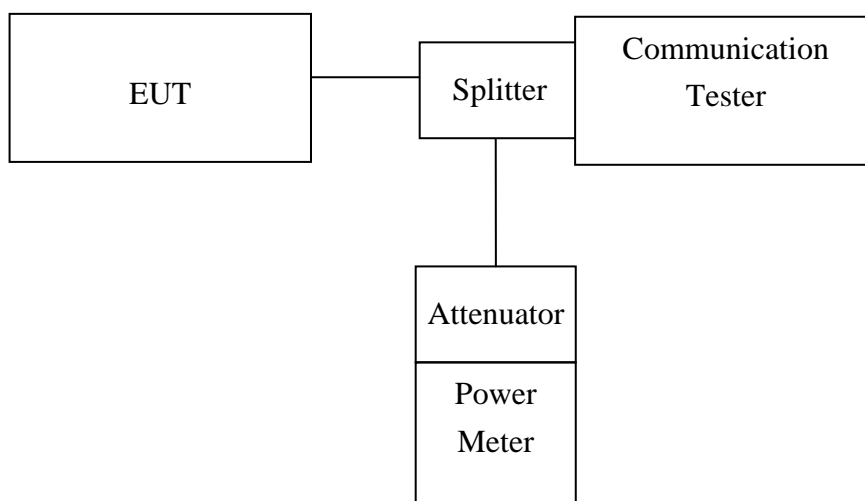 EUT
Splitter
Communication
Tester
Attenuator
Power
Meter